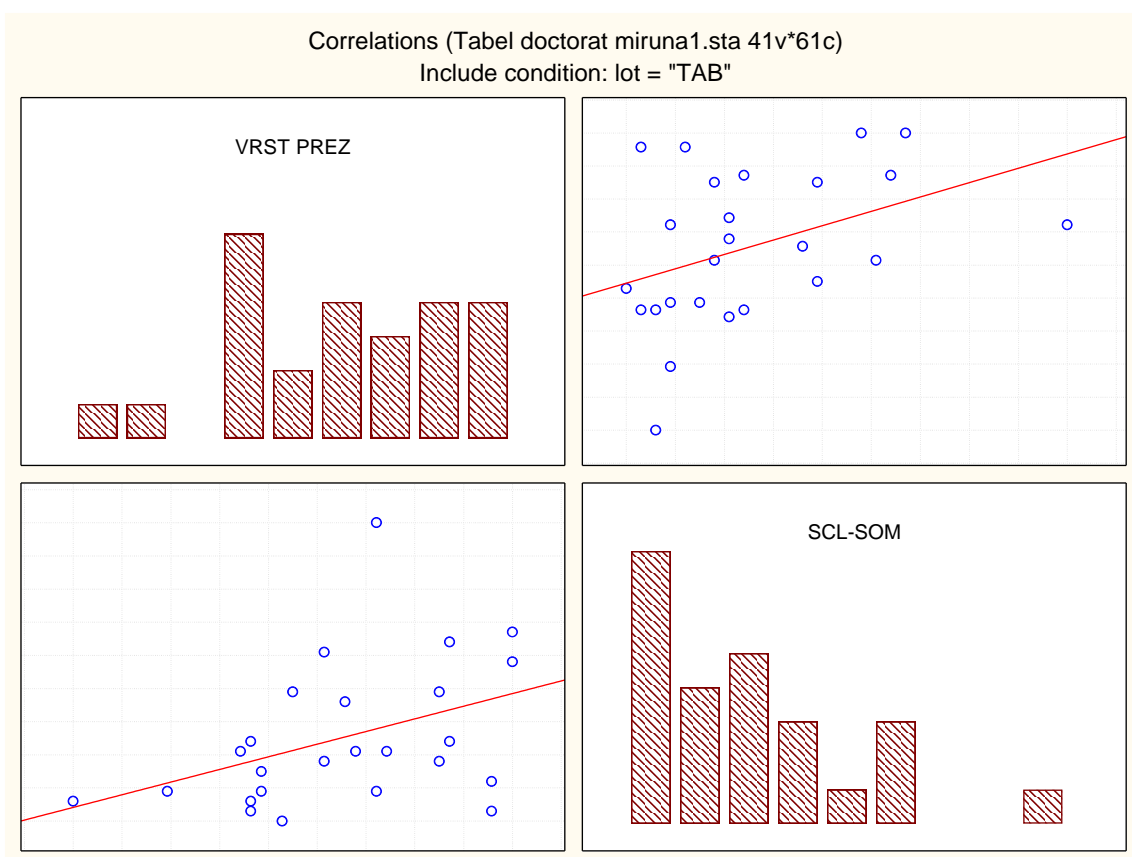 Correlations (Tabel doctorat miruna1.sta 41v*61c)
Include condition: lot = "TAB"
VRST PREZ
SCL-SOM